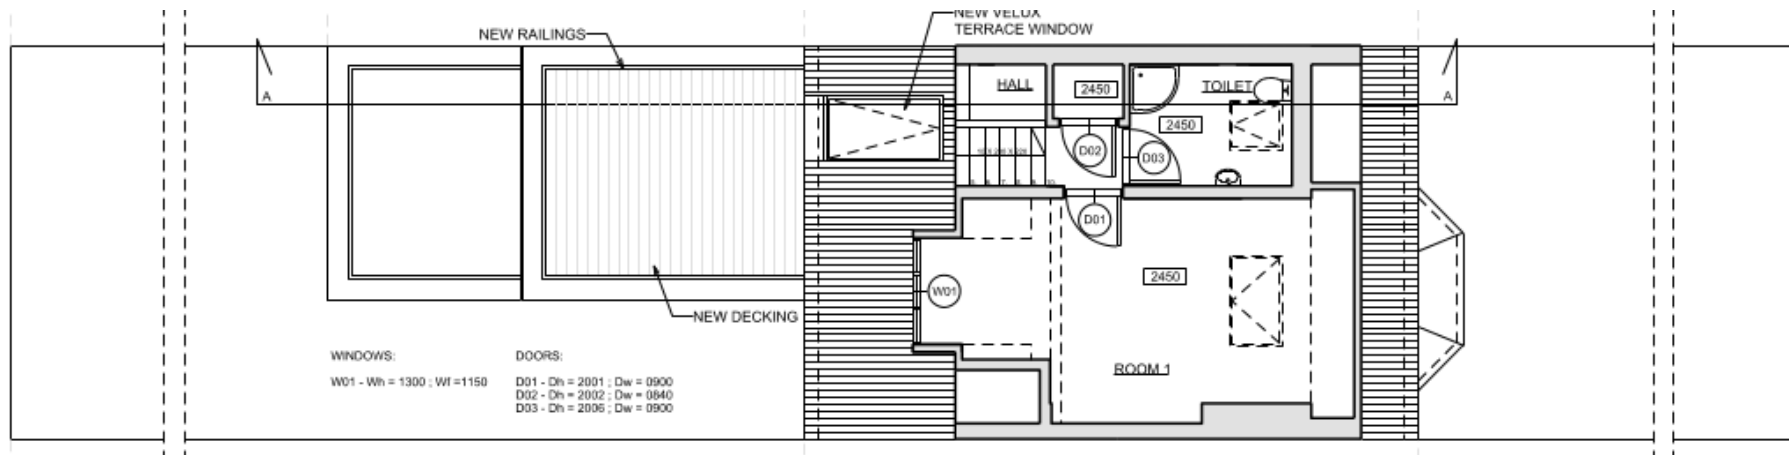 NEW VELUX
TERRACE WINDOW
NEW RAILINGS
A
A
HALL
2450
TOILET
2450
D02
D03
D01
W01
2450
ROOM 1
NEW DECKING
WINDOWS:
W01 - Wh = 1300 ; Wf =1150
DOORS:
D01 - Dh = 2001 ; Dw = 0900
D02 - Dh = 2002 ; Dw = 0840
D03 - Dh = 2006 ; Dw = 0900